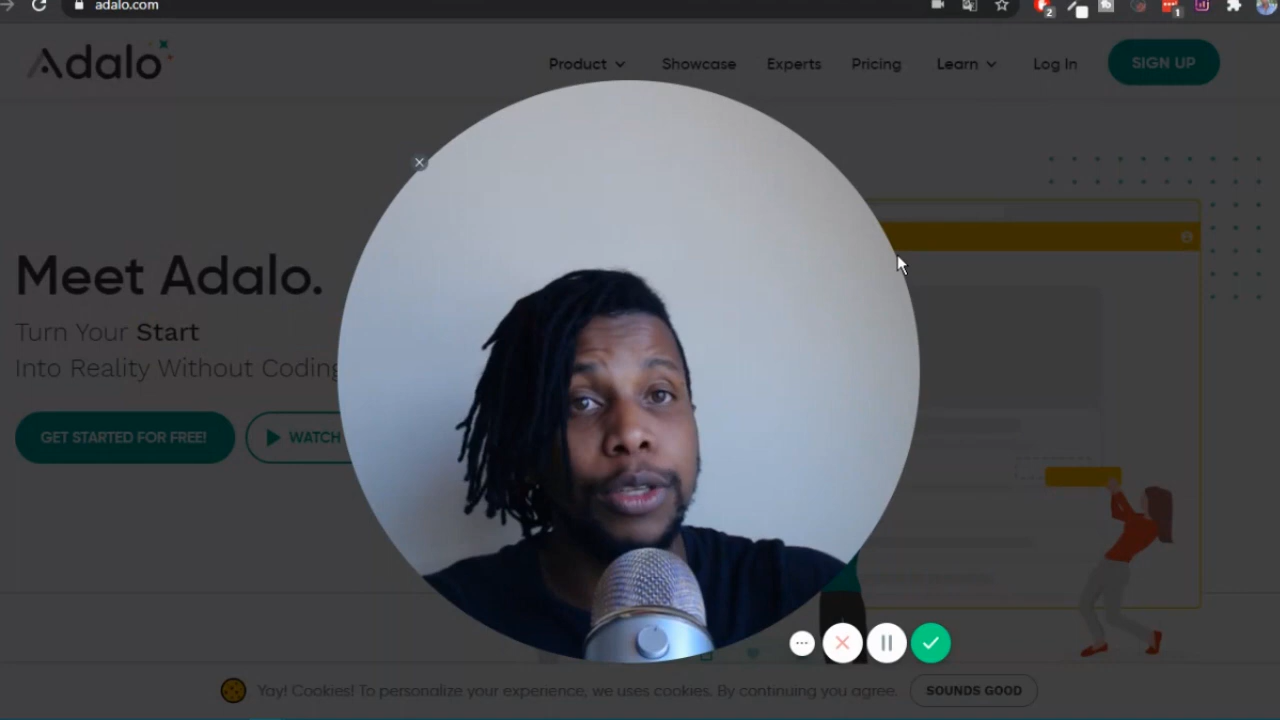 adalo.com
2
1
Adalo
Product
Showcase
Experts
Pricing
Learn
Log In
SIGN UP
Meet Adalo.
Turn Your Start
Into Reality Without Coding
GET STARTED FOR FREE!
WATCH
Yay! Cookies! To personalize your experience, we uses cookies. By continuing you agree.
SOUNDS GOOD